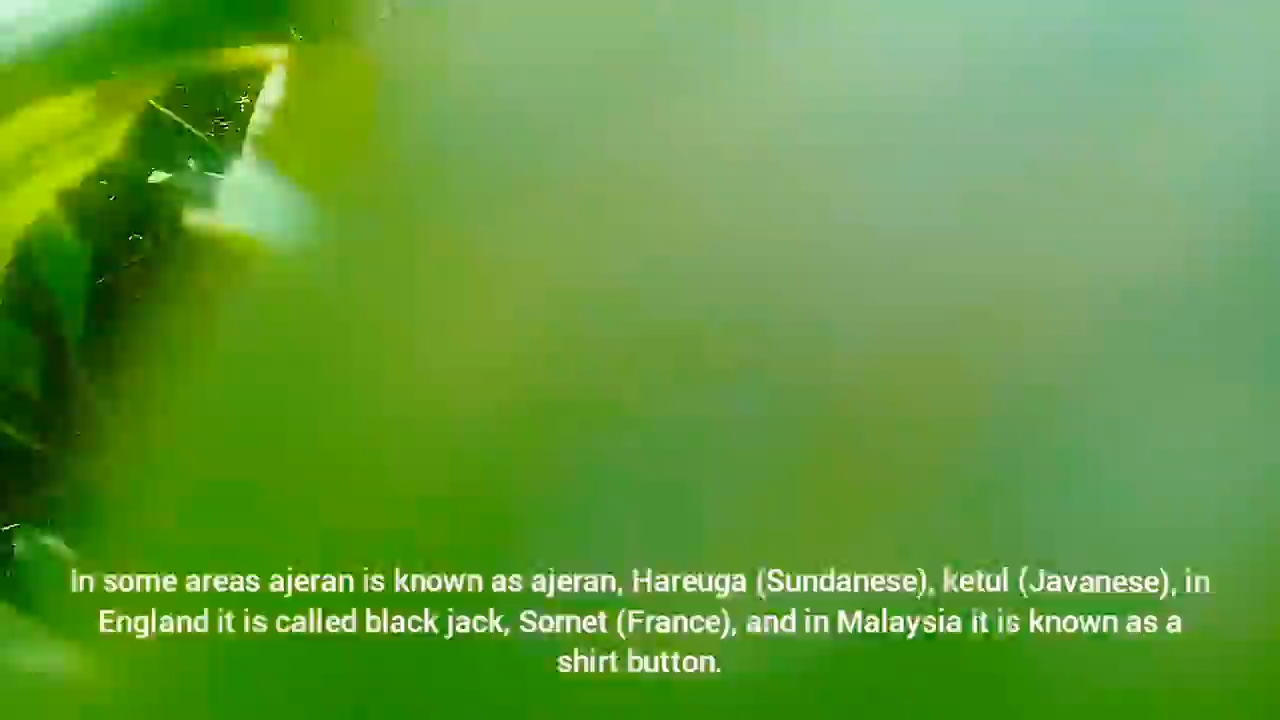 In some areas ajeran is known as ajeran, Hareuga (Sundanese), ketul (Javanese), in
England it is called black jack, Sornet (France), and in Malaysia it is known as a
shirt button.